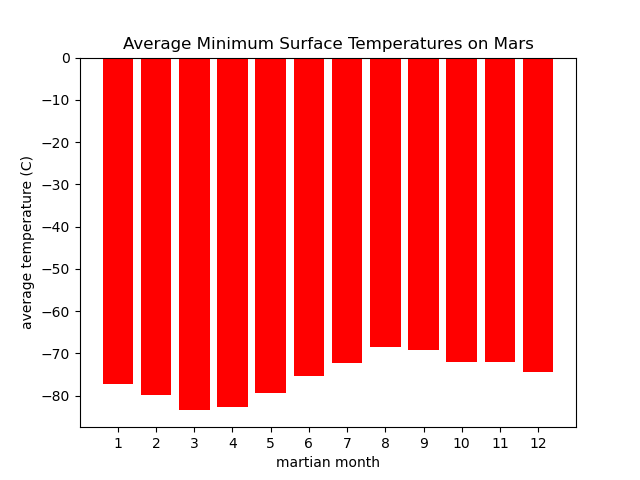 Average Minimum Surface Temperatures on Mars
0
−10
−20
−30
−40
−50
−60
−70
−80
average temperature (C)
1 2 3 4 5 6 7 8 9 10 11 12
martian month